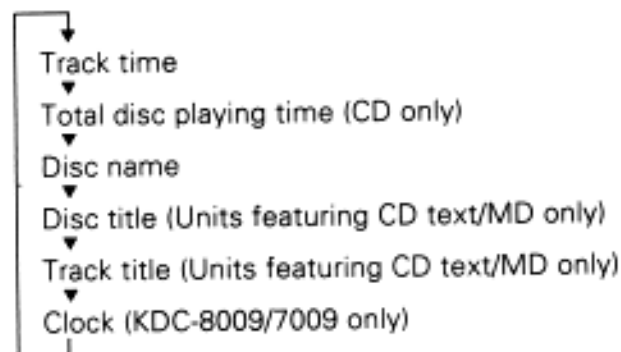 Track time
Total disc playing time (CD only)
Disc name
Disc title (Units featuring CD text/MD only)
Track title (Units featuring CD text/MD only)
Clock (KDC-8009/7009 only)